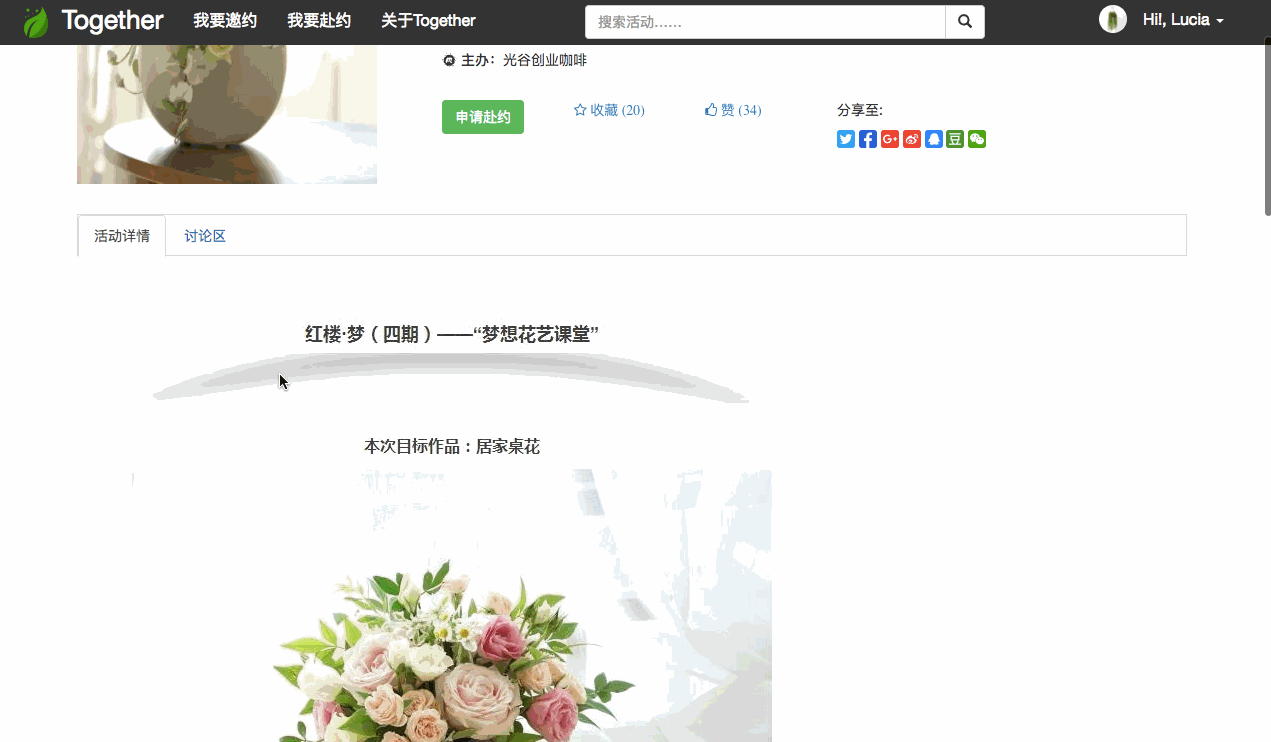 Together 我要邀约 我要赴约 关于Together 搜索活动…… Hi!, Lucia
主办：光谷创业咖啡
申请赴约 收藏 (20) 赞 (34) 分享至:
活动详情 讨论区
红楼·梦（四期）——“梦想花艺课堂”
本次目标作品：居家桌花